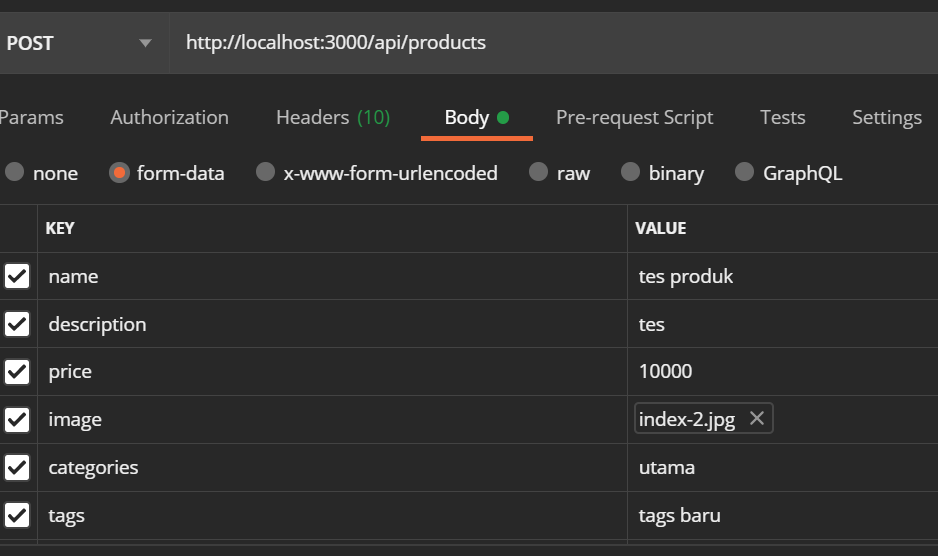 POST http://localhost:3000/api/products
Params Authorization Headers (10) Body Pre-request Script Tests Settings
none form-data x-www-form-urlencoded raw binary GraphQL
KEY VALUE
name tes produk
description tes
price 10000
image index-2.jpg
categories utama
tags tags baru